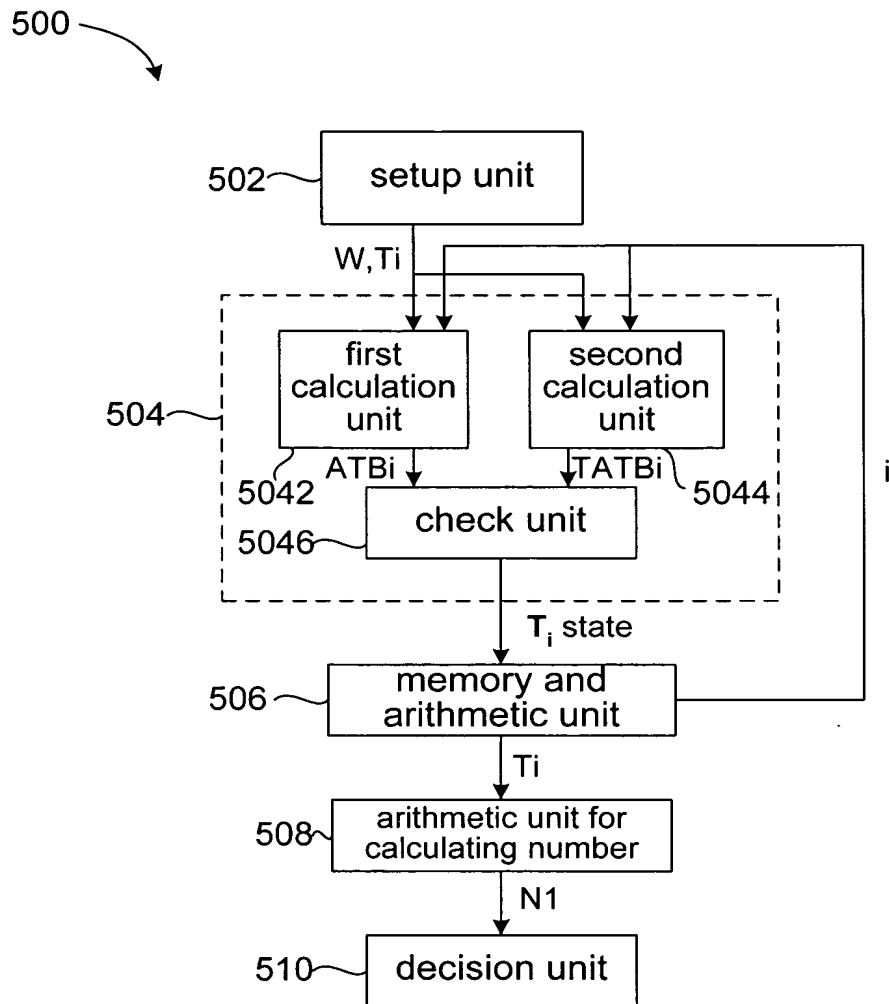 500
502
setup unit
W,Ti
first
calculation
unit
second
calculation
unit
504
5042
ATBi
TATBi
5044
i
5046
check unit
Ti state
506
memory and
arithmetic unit
Ti
508
arithmetic unit for
calculating number
N1
510
decision unit